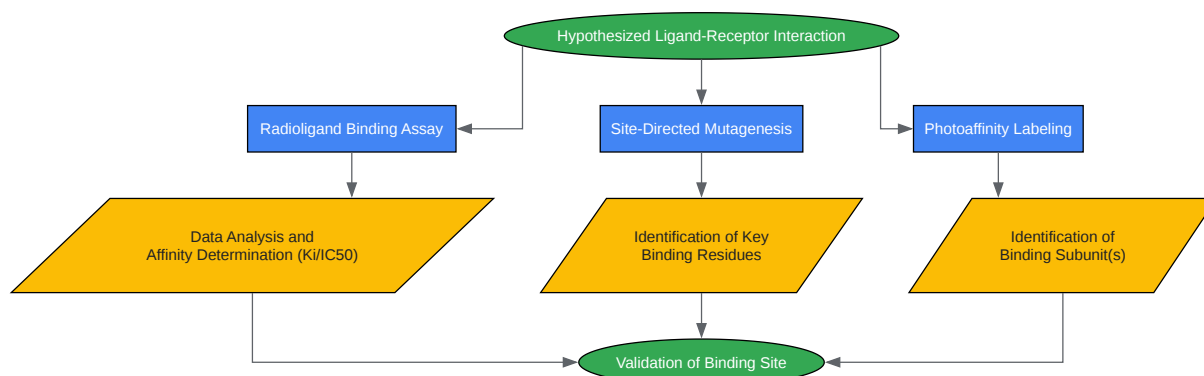 Hypothesized Ligand-Receptor Interaction
Radioligand Binding Assay
Site-Directed Mutagenesis
Photoaffinity Labeling
Data Analysis and
Affinity Determination (Ki/IC50)
Identification of Key
Binding Residues
Identification of
Binding Subunit(s)
Validation of Binding Site